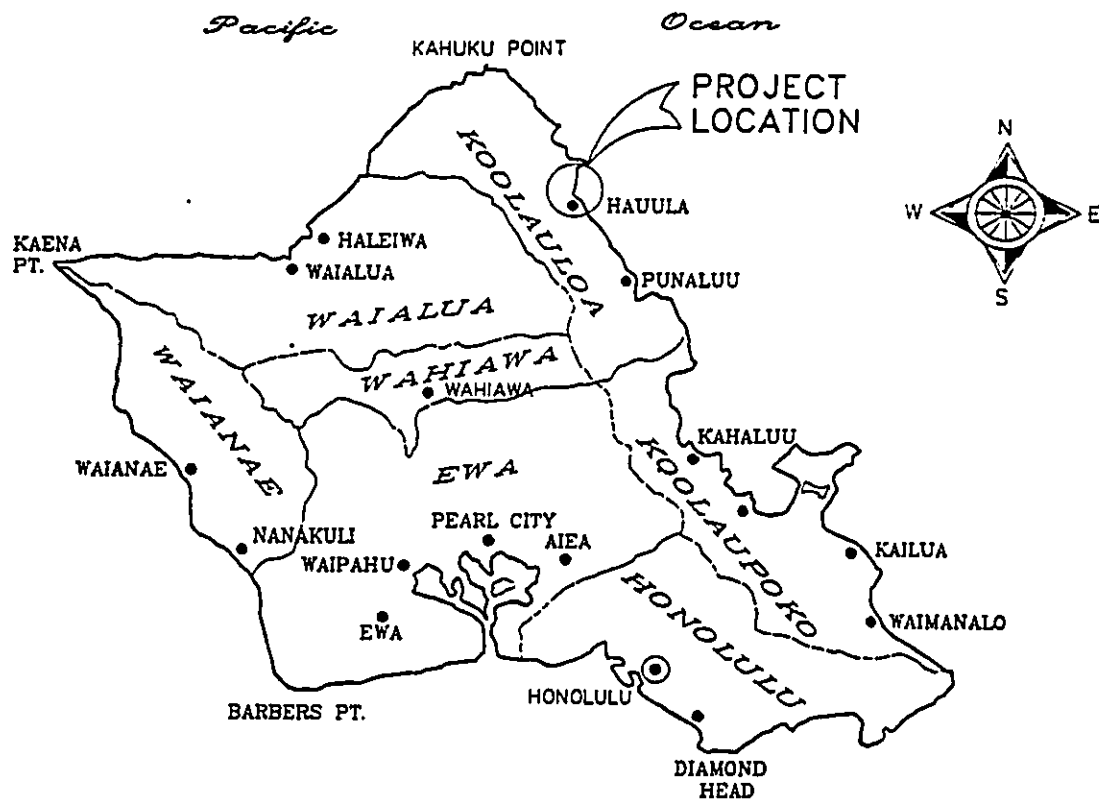 Pacific Ocean
KAHUKU POINT
PROJECT
LOCATION
N
W E
S
KOOLAULOA
HAUULA
KAENA
PT.
HALEIWA
WAIALUA
PUNALUU
WAIALUA
WAHIAWA
WAHIAWA
WAIANAE
KAHALUU
WAIANAE
EWA
KOOLAUPOKO
PEARL CITY
NANAKULI
AIEA
KAILUA
WAIPAHU
HONOLULU
WAIMANALO
EWA
HONOLULU
BARBERS PT.
DIAMOND
HEAD